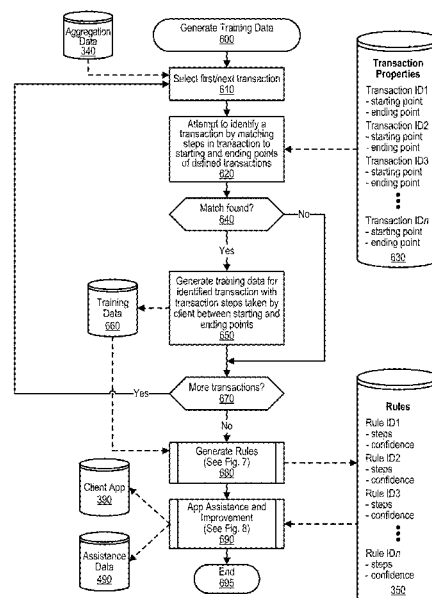 Aggregation
Data
340
Generate Training Data
600
Select first/next transaction
610
Attempt to identify a
transaction by matching
steps in transaction to
starting and ending points
of defined transactions
620
Transaction
Properties
Transaction ID1
- starting point
- ending point
Transaction ID2
- starting point
- ending point
Transaction ID3
- starting point
- ending point
Transaction IDn
- starting point
- ending point
630
Match found?
640
No
Yes
Generate training data for
identified transaction with
transaction steps taken by
client between starting and
ending points
650
Training
Data
660
Yes
More transactions?
670
No
Generate Rules
(See Fig. 7)
680
Client App
390
App Assistance and
Improvement
(See Fig. 8)
690
Assistance
Data
490
End
695
Rules
Rule ID1
- steps
- confidence
Rule ID2
- steps
- confidence
Rule ID3
- steps
- confidence
Rule IDn
- steps
- confidence
350